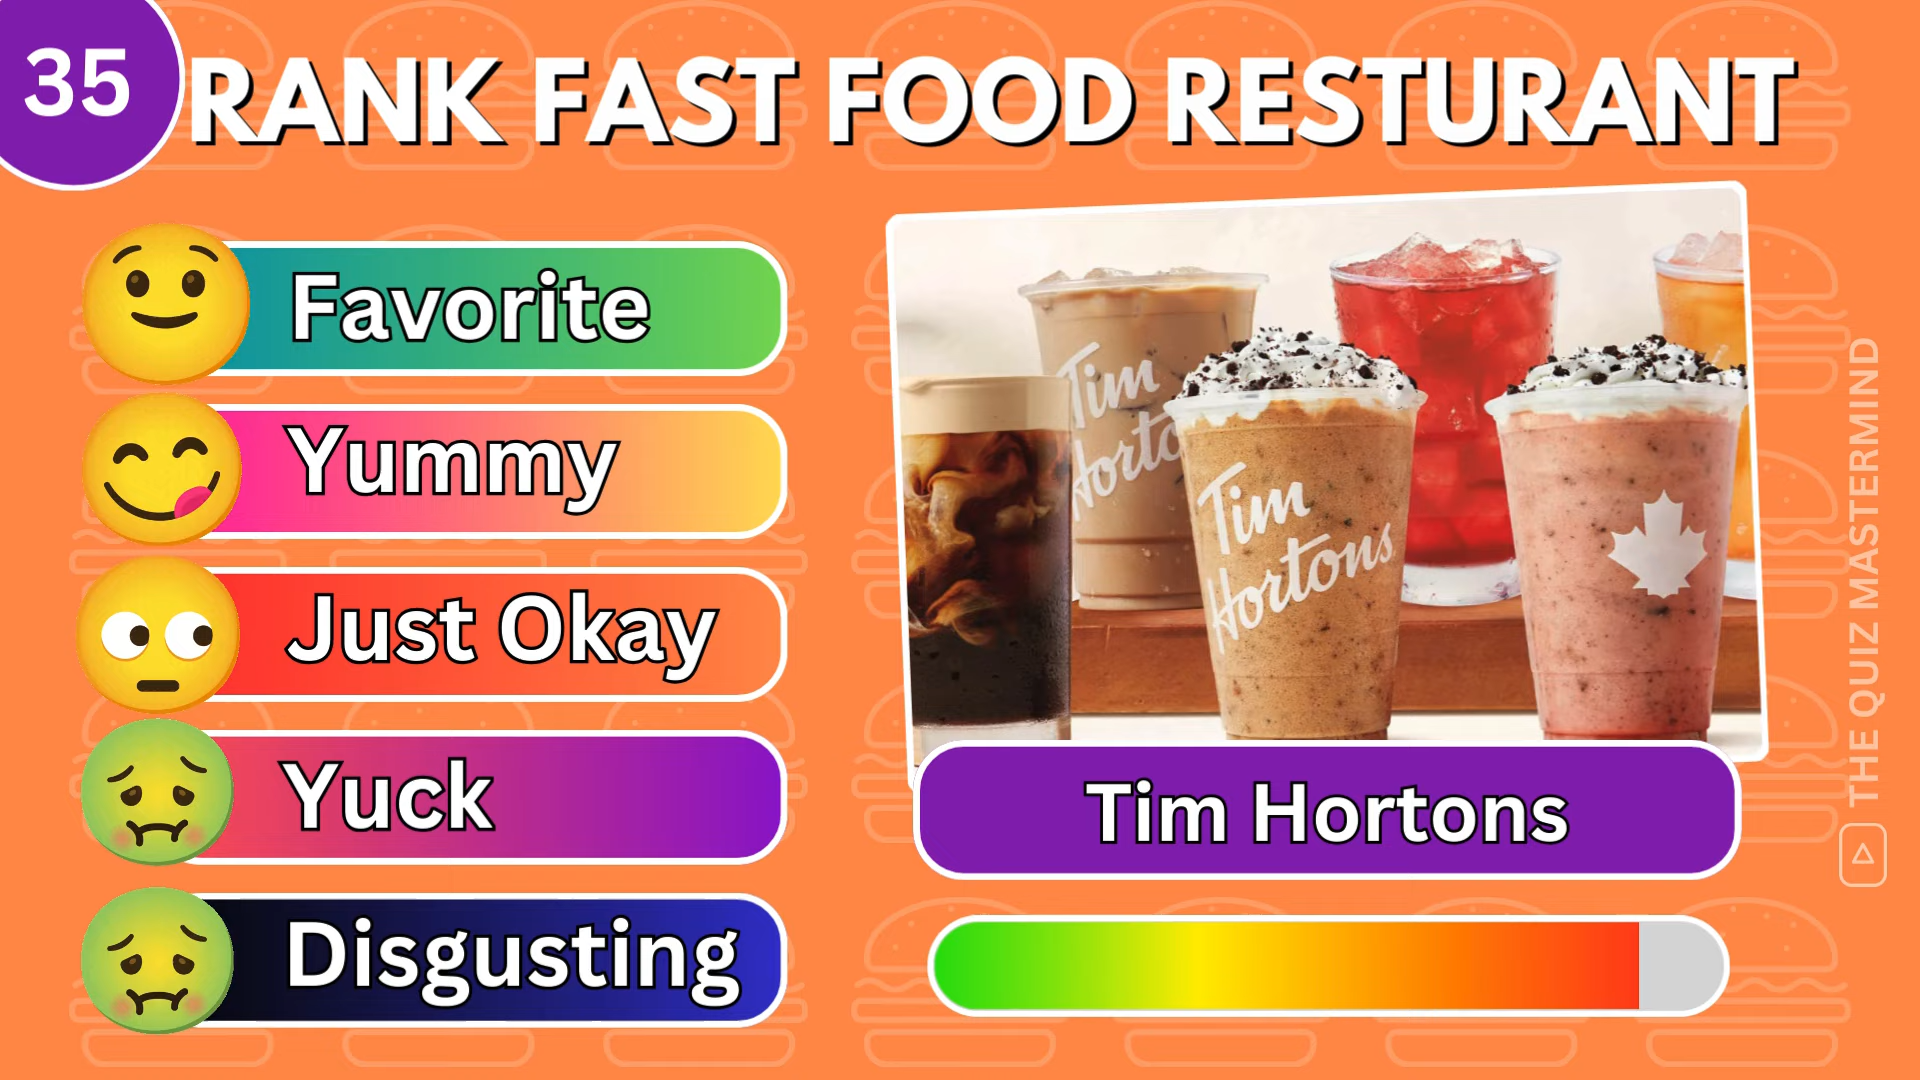 35
RANK FAST FOOD RESTURANT
Favorite
Yummy
Just Okay
Yuck
Disgusting
Tim
Horto
Tim
Hortons
Tim Hortons
THE QUIZ MASTERMIND